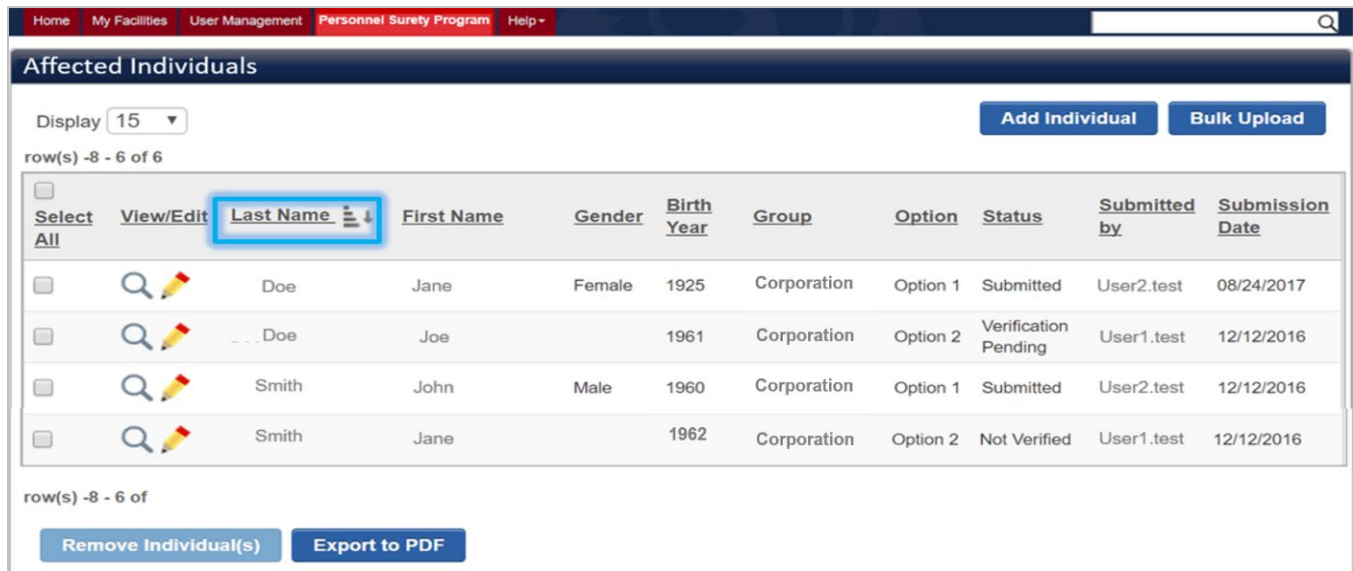 Home My Facilities User Management Personnel Surety Program Help
Affected Individuals
Display 15
Add Individual Bulk Upload
row(s) -8 - 6 of 6
Select All View/Edit Last Name First Name Gender Birth Year Group Option Status Submitted by Submission Date
Doe Jane Female 1925 Corporation Option 1 Submitted User2.test 08/24/2017
Doe Joe 1961 Corporation Option 2 Verification Pending User1.test 12/12/2016
Smith John Male 1960 Corporation Option 1 Submitted User2.test 12/12/2016
Smith Jane 1962 Corporation Option 2 Not Verified User1.test 12/12/2016
row(s) -8 - 6 of
Remove Individual(s) Export to PDF